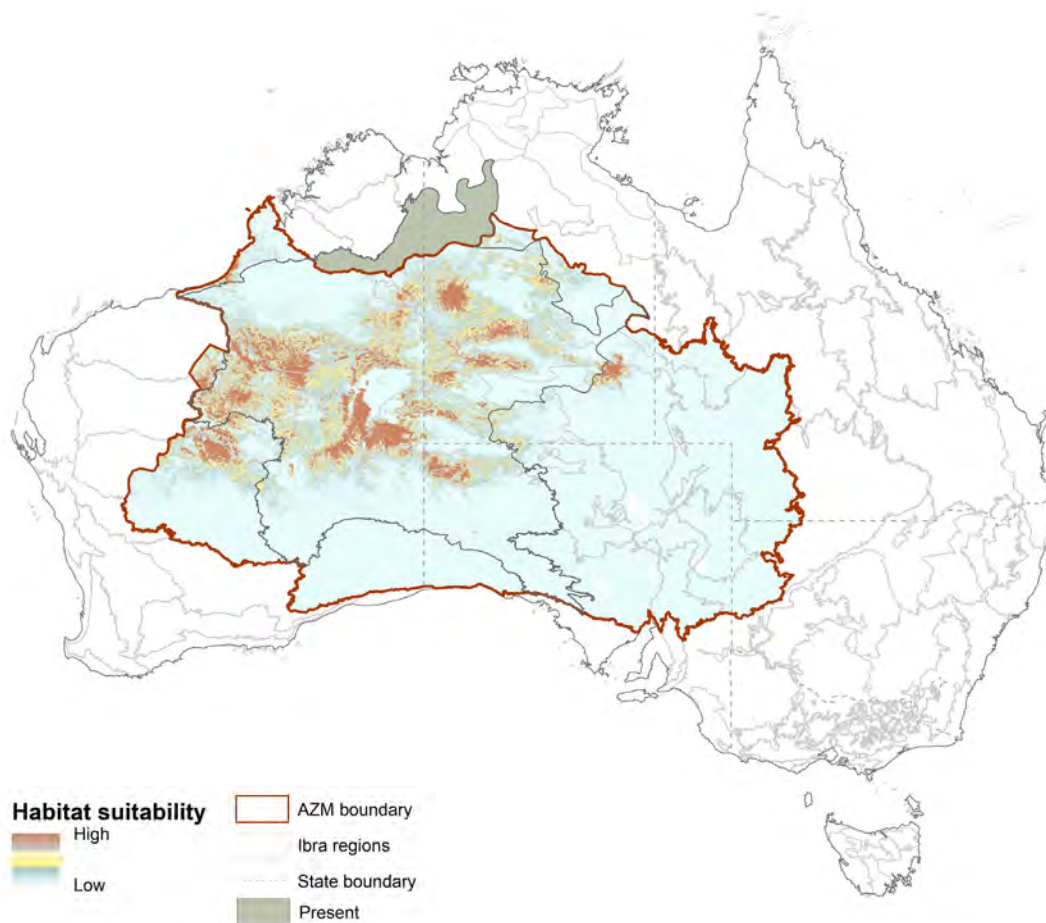 Habitat suitability
High
Low
AZM boundary
Ibra regions
State boundary
Present